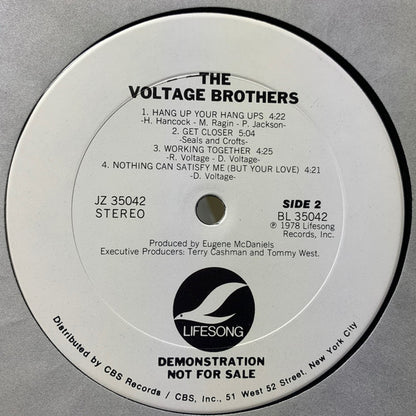 THE
VOLTAGE BROTHERS
1. HANG UP YOUR HANG UPS 4:22
-H. Hancock - M. Ragin - P. Jackson-
2. GET CLOSER 5:04
-Seals and Crofts-
3. WORKING TOGETHER 4:25
-R. Voltage - D. Voltage-
4. NOTHING CAN SATISFY ME (BUT YOUR LOVE) 4:21
-D. Voltage-
JZ 35042
STEREO
SIDE 2
BL 35042
℗ 1978 Lifesong
Records, Inc.
Produced by Eugene McDaniels
Executive Producers: Terry Cashman and Tommy West.
LIFESONG
DEMONSTRATION
NOT FOR SALE
Distributed by CBS Records / CBS, Inc., 51 West 52 Street, New York City